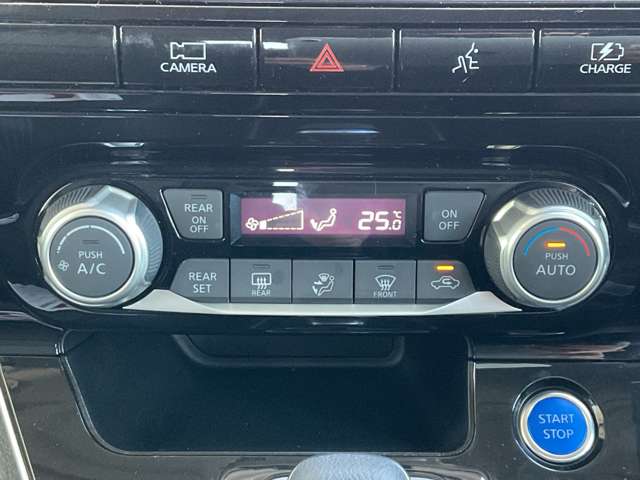 CAMERA
CHARGE
REAR
ON
OFF
25.0 °C
ON
OFF
PUSH
A/C
PUSH
AUTO
REAR
SET
REAR
FRONT
START
STOP